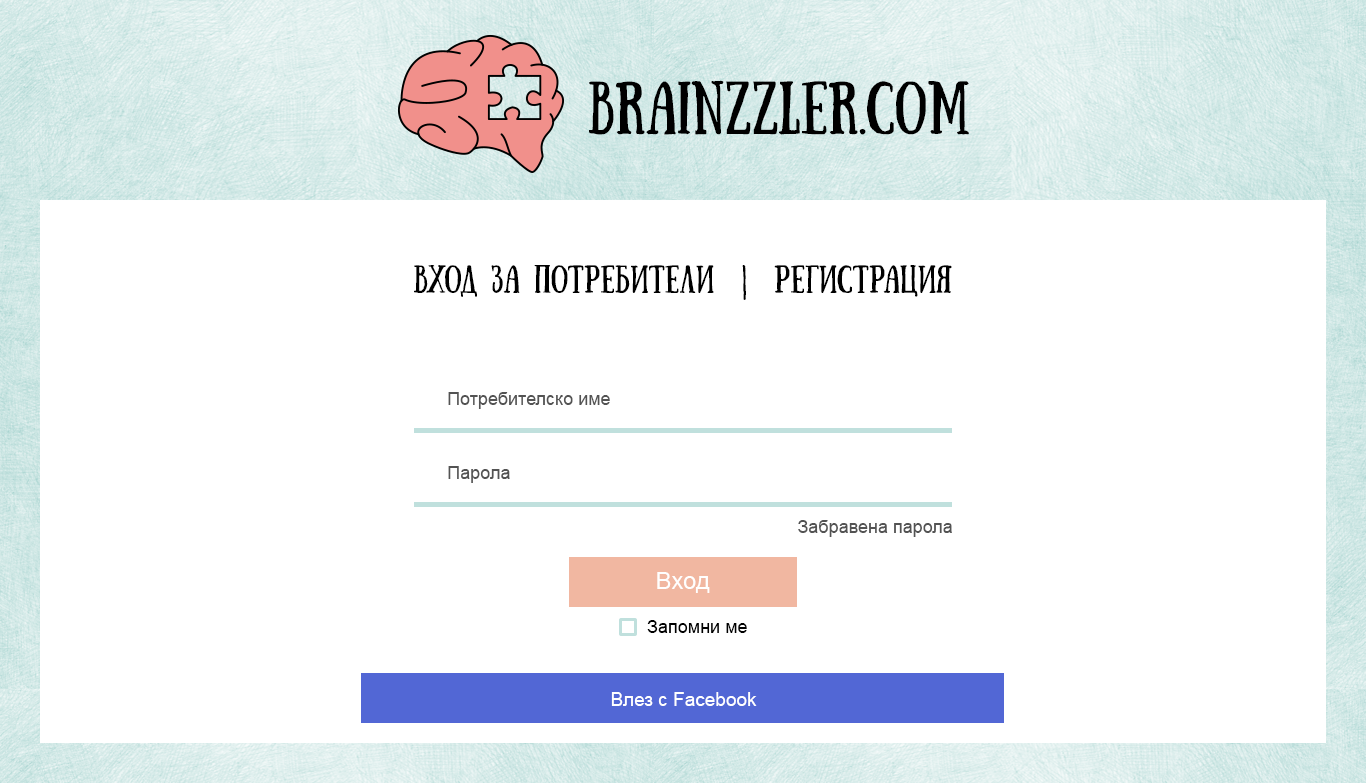 BRAINZZLER.COM
ВХОД ЗА ПОТРЕБИТЕЛИ | РЕГИСТРАЦИЯ
Потребителско име
Парола
Забравена парола
Вход
Запомни ме
Влез с Facebook